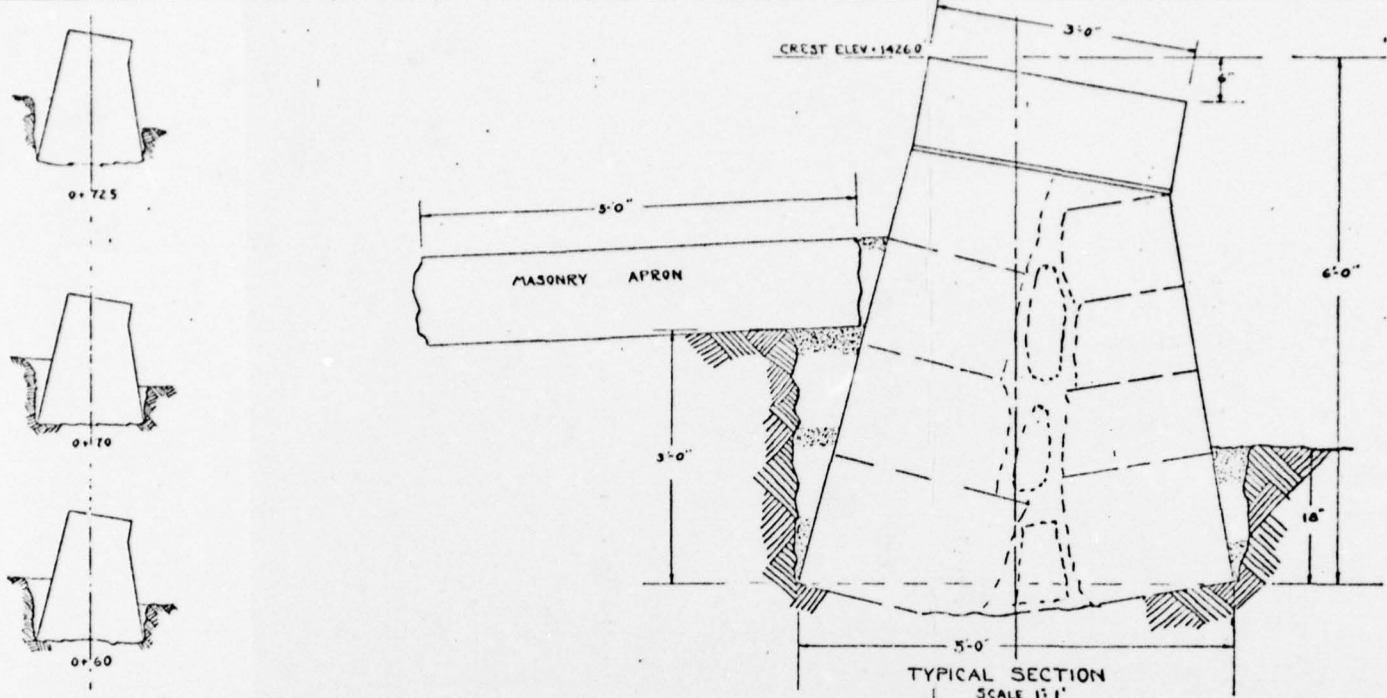 0+72.5
0+70
0+60
CREST ELEV. 1426.0
3'-0"
6"
5'-0"
MASONRY APRON
6'-0"
3'-0"
18"
5'-0"
TYPICAL SECTION
SCALE 1"=1'